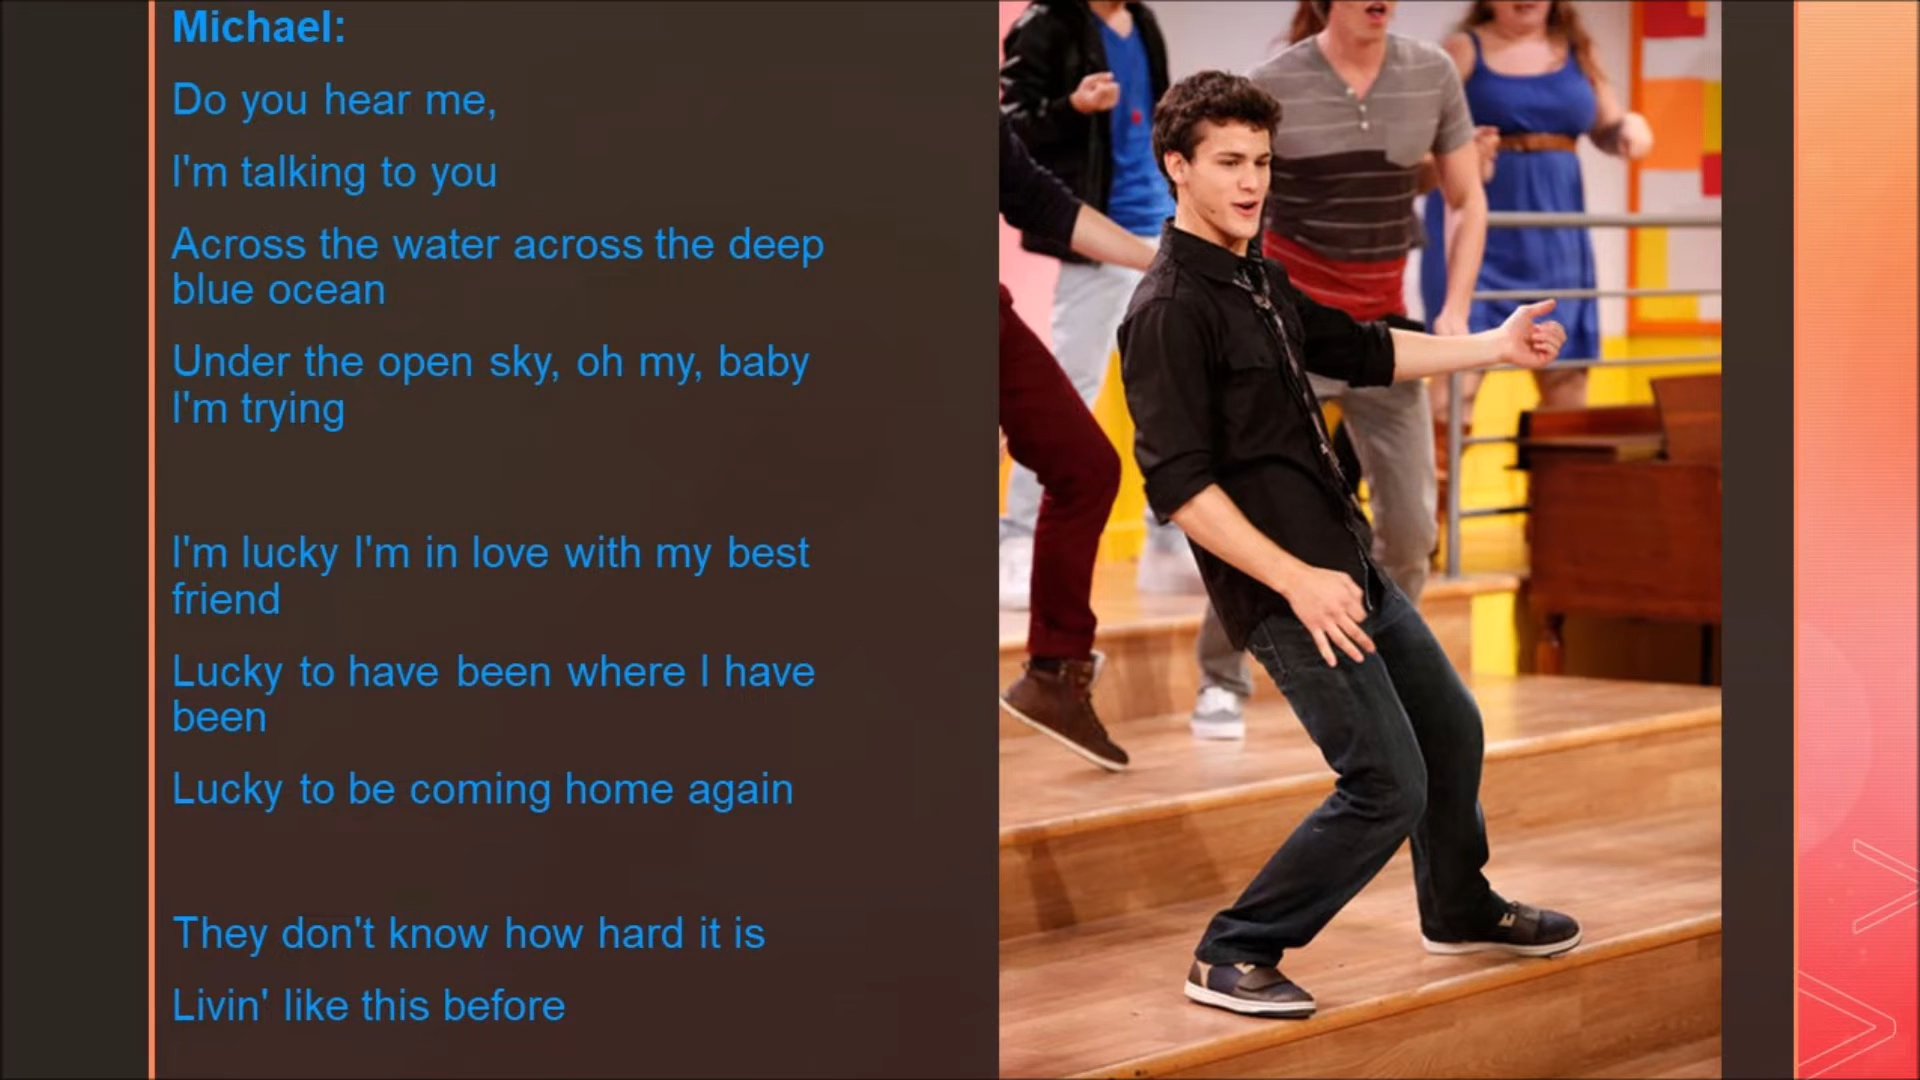 Michael:
Do you hear me,
I'm talking to you
Across the water across the deep
blue ocean
Under the open sky, oh my, baby
I'm trying
I'm lucky I'm in love with my best
friend
Lucky to have been where I have
been
Lucky to be coming home again
They don't know how hard it is
Livin' like this before